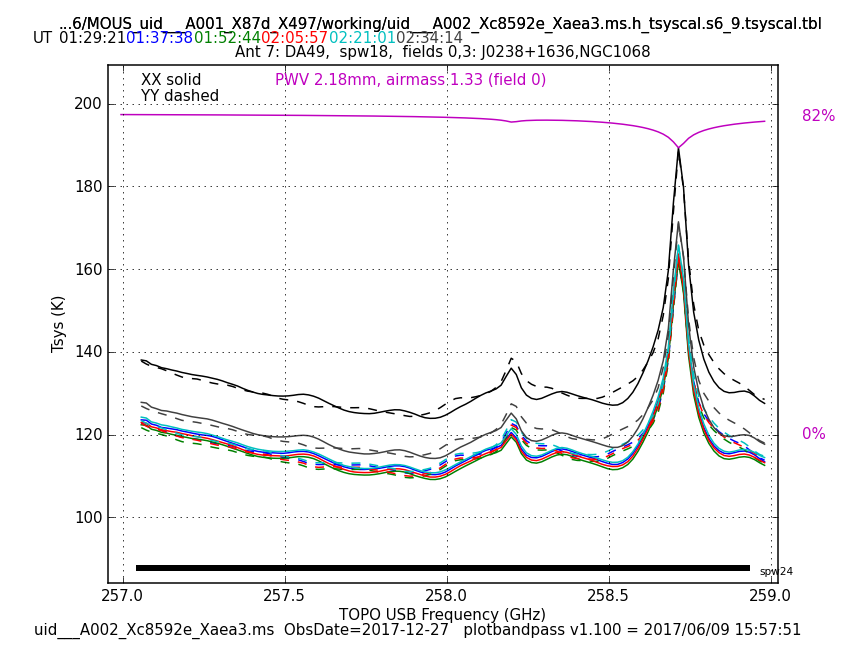 ...6/MOUS_uid___A001_X87d_X497/working/uid___A002_Xc8592e_Xaea3.ms.h_tsyscal.s6_9.tsyscal.tbl
UT 01:29:21 01:37:38 01:52:44 02:05:57 02:21:01 02:34:14
Ant 7: DA49,  spw18,  fields 0,3: J0238+1636,NGC1068
XX solid
PWV 2.18mm, airmass 1.33 (field 0)
YY dashed
200
180
160
140
120
100
82%
0%
Tsys (K)
spw24
257.0 257.5 258.0 258.5 259.0
TOPO USB Frequency (GHz)
uid___A002_Xc8592e_Xaea3.ms  ObsDate=2017-12-27   plotbandpass v1.100 = 2017/06/09 15:57:51